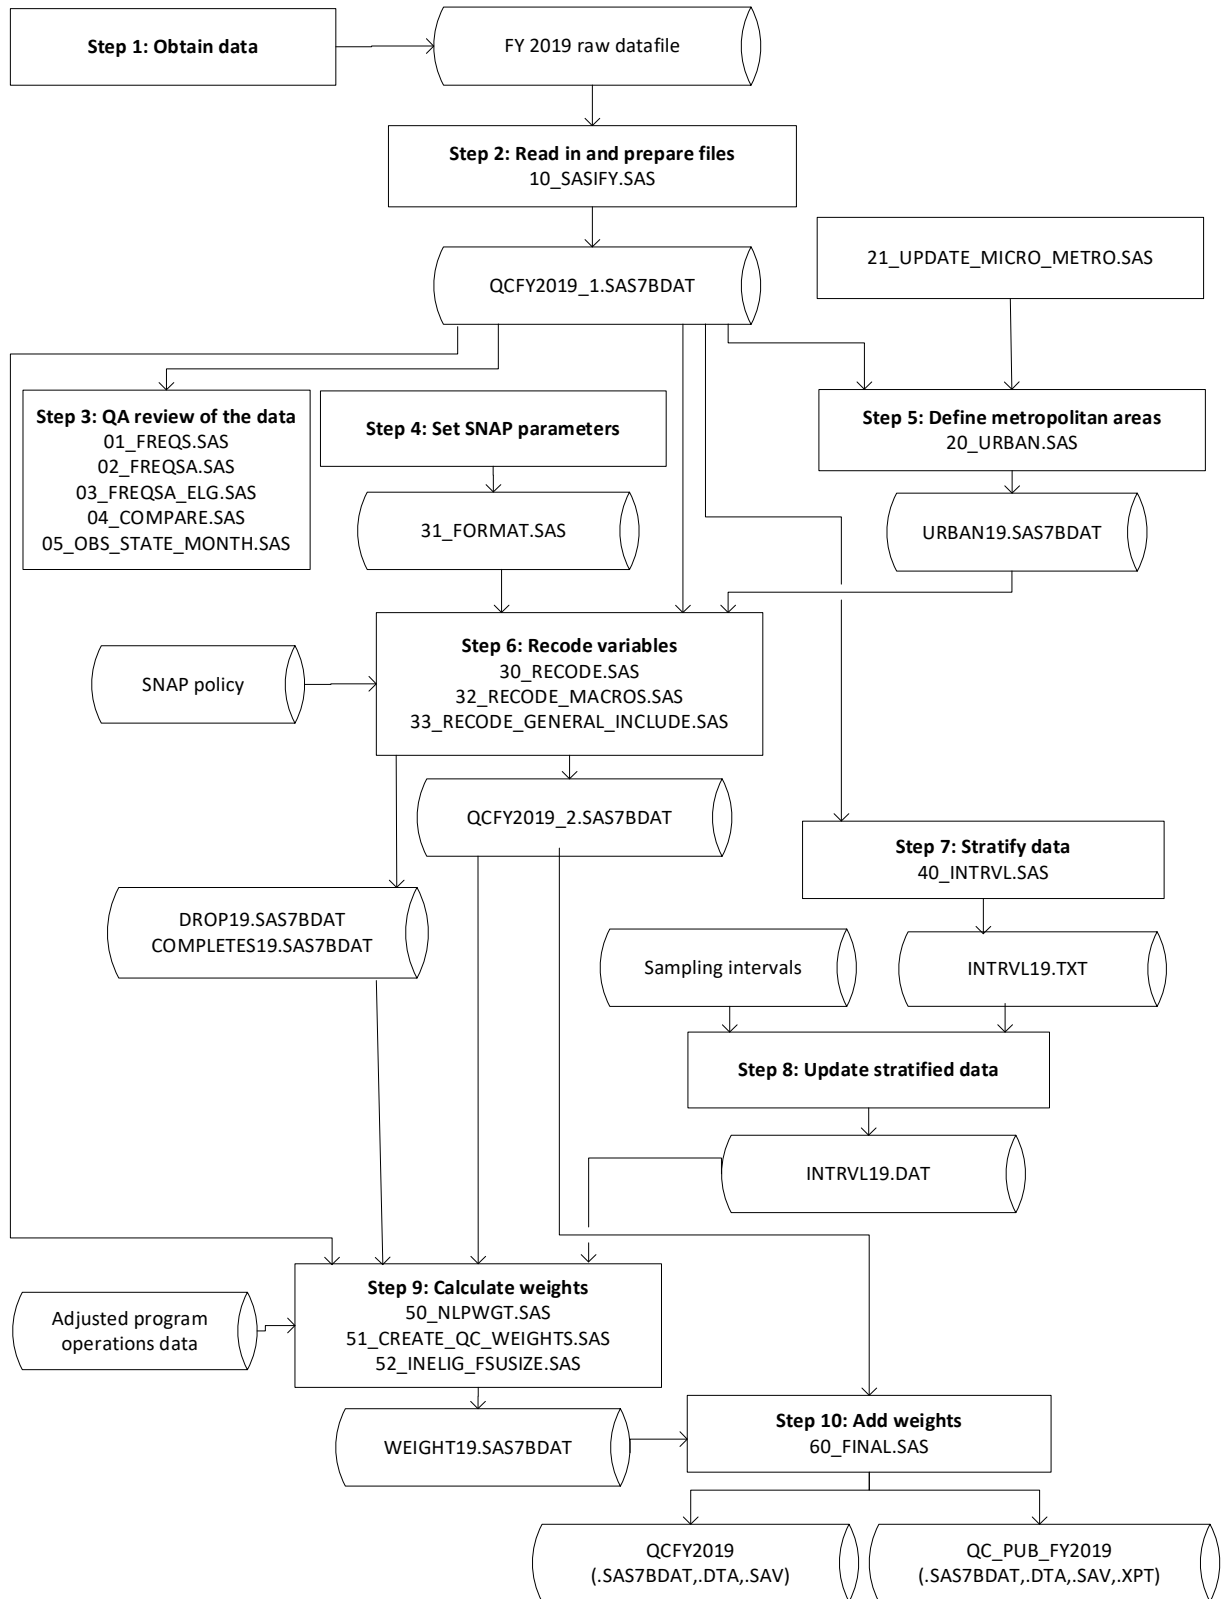 Step 1: Obtain data
FY 2019 raw datafile
Step 2: Read in and prepare files
10_SASIFY.SAS
QCFY2019_1.SAS7BDAT
21_UPDATE_MICRO_METRO.SAS
Step 3: QA review of the data
01_FREQS.SAS
02_FREQSA.SAS
03_FREQSA_ELG.SAS
04_COMPARE.SAS
05_OBS_STATE_MONTH.SAS
Step 4: Set SNAP parameters
31_FORMAT.SAS
Step 5: Define metropolitan areas
20_URBAN.SAS
URBAN19.SAS7BDAT
SNAP policy
Step 6: Recode variables
30_RECODE.SAS
32_RECODE_MACROS.SAS
33_RECODE_GENERAL_INCLUDE.SAS
QCFY2019_2.SAS7BDAT
Step 7: Stratify data
40_INTRVL.SAS
DROP19.SAS7BDAT
COMPLETES19.SAS7BDAT
Sampling intervals
INTRVL19.TXT
Step 8: Update stratified data
INTRVL19.DAT
Adjusted program
operations data
Step 9: Calculate weights
50_NLPWGT.SAS
51_CREATE_QC_WEIGHTS.SAS
52_INELIG_FSUSIZE.SAS
WEIGHT19.SAS7BDAT
Step 10: Add weights
60_FINAL.SAS
QCFY2019
(.SAS7BDAT,.DTA,.SAV)
QC_PUB_FY2019
(.SAS7BDAT,.DTA,.SAV,.XPT)